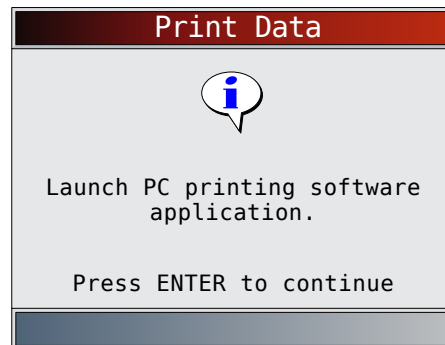 Print Data
i
Launch PC printing software
application.
Press ENTER to continue